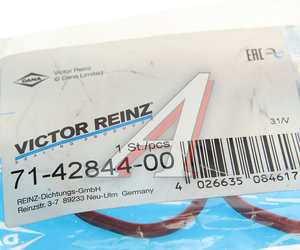 DANA
Victor Reinz
© Dana Limited
EAC
31/V
VICTOR REINZ
SEALING PRODUCTS
1 St./pcs
71-42844-00
REINZ-Dichtungs-GmbH
Reinzstr. 3-7 89233 Neu-Ulm Germany
4 026635 08461